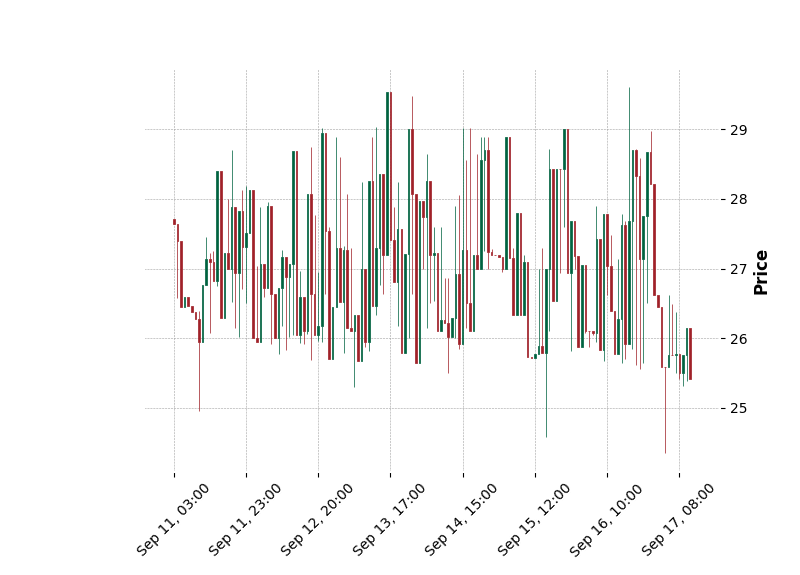 29
28
27
26
25
Price
Sep 11, 03:00
Sep 11, 23:00
Sep 12, 20:00
Sep 13, 17:00
Sep 14, 15:00
Sep 15, 12:00
Sep 16, 10:00
Sep 17, 08:00